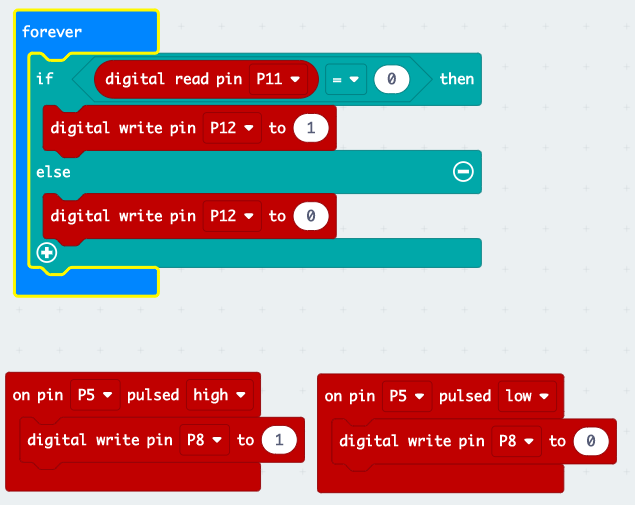 forever
if digital read pin P11 = 0 then
digital write pin P12 to 1
else
digital write pin P12 to 0
on pin P5 pulsed high
digital write pin P8 to 1
on pin P5 pulsed low
digital write pin P8 to 0